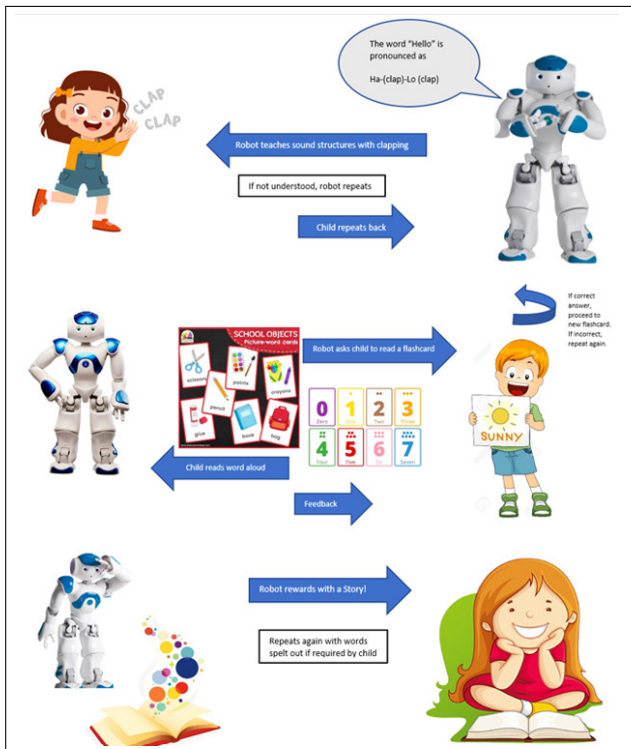 The word "Hello" is
pronounced as
Ha-(clap)-Lo (clap)
CLAP
CLAP
Robot teaches sound structures with clapping
If not understood, robot repeats
Child repeats back
If correct
answer,
proceed to
new flashcard.
If incorrect,
repeat again.
SCHOOL OBJECTS
Picture-word cards
scissors
paints
crayons
pencil
glue
book
bag
Robot asks child to read a flashcard
0
1
2
3
Zero
One
Two
Three
4
5
6
7
Four
Five
Six
Seven
SUNNY
Child reads word aloud
Feedback
Robot rewards with a Story!
Repeats again with words
spelt out if required by child